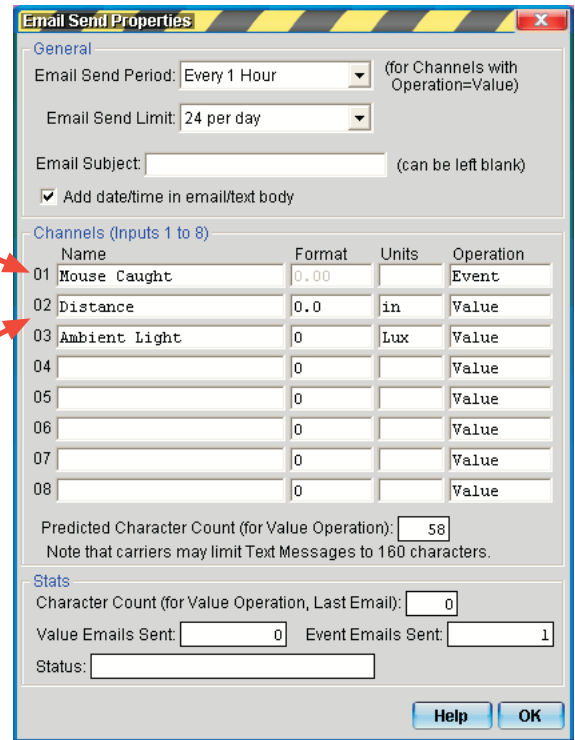 Email Send Properties
General
Email Send Period: Every 1 Hour (for Channels with Operation=Value)
Email Send Limit: 24 per day
Email Subject: (can be left blank)
Add date/time in email/text body
Channels (Inputs 1 to 8)
Name Format Units Operation
01 Mouse Caught 0.00 Event
02 Distance 0.0 in Value
03 Ambient Light 0 Lux Value
04 0 Value
05 0 Value
06 0 Value
07 0 Value
08 0 Value
Predicted Character Count (for Value Operation): 58
Note that carriers may limit Text Messages to 160 characters.
Stats
Character Count (for Value Operation, Last Email): 0
Value Emails Sent: 0 Event Emails Sent: 1
Status:
Help OK